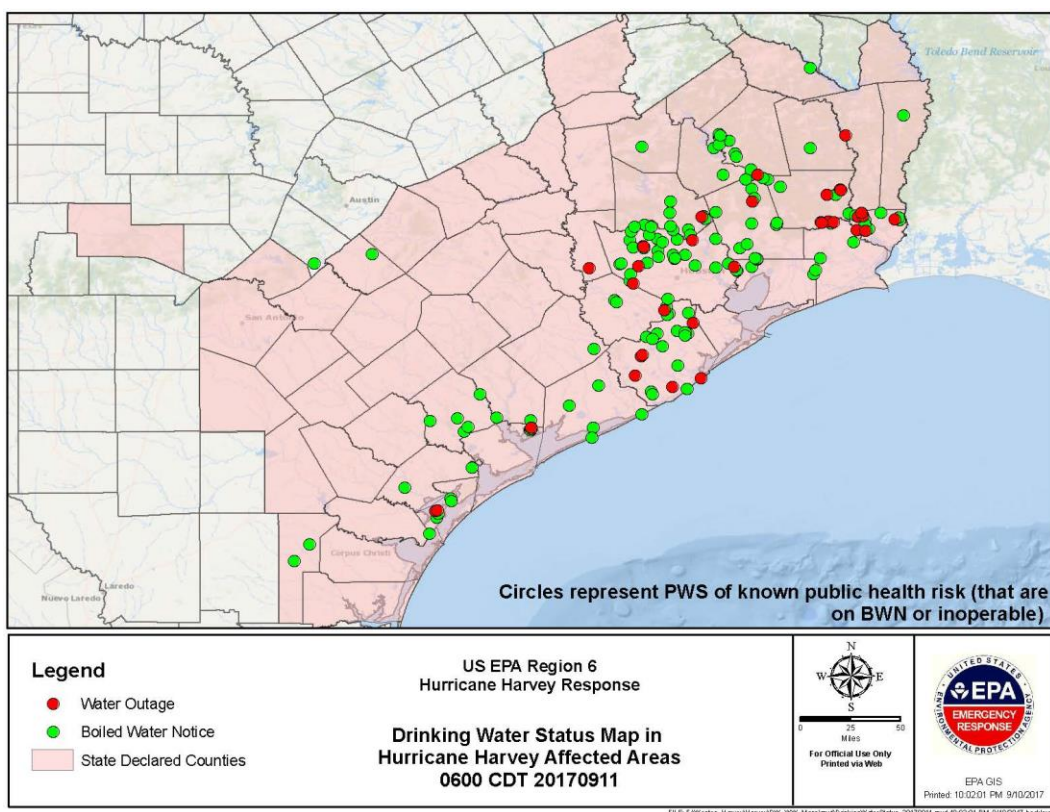 Toledo Bend Reservoir
Austin
San Antonio
Corpus Christi
Laredo
Nuevo Laredo
Circles represent PWS of known public health risk (that are
on BWN or inoperable)
Legend
Water Outage
Boiled Water Notice
State Declared Counties
US EPA Region 6
Hurricane Harvey Response
Drinking Water Status Map in
Hurricane Harvey Affected Areas
0600 CDT 20170911
N
W E
S
0 25 50
Miles
For Official Use Only
Printed via Web
UNITED STATES
EPA
EMERGENCY
RESPONSE
ENVIRONMENTAL PROTECTION AGENCY
EPA GIS
Printed: 10:02:01 PM 9/10/2017